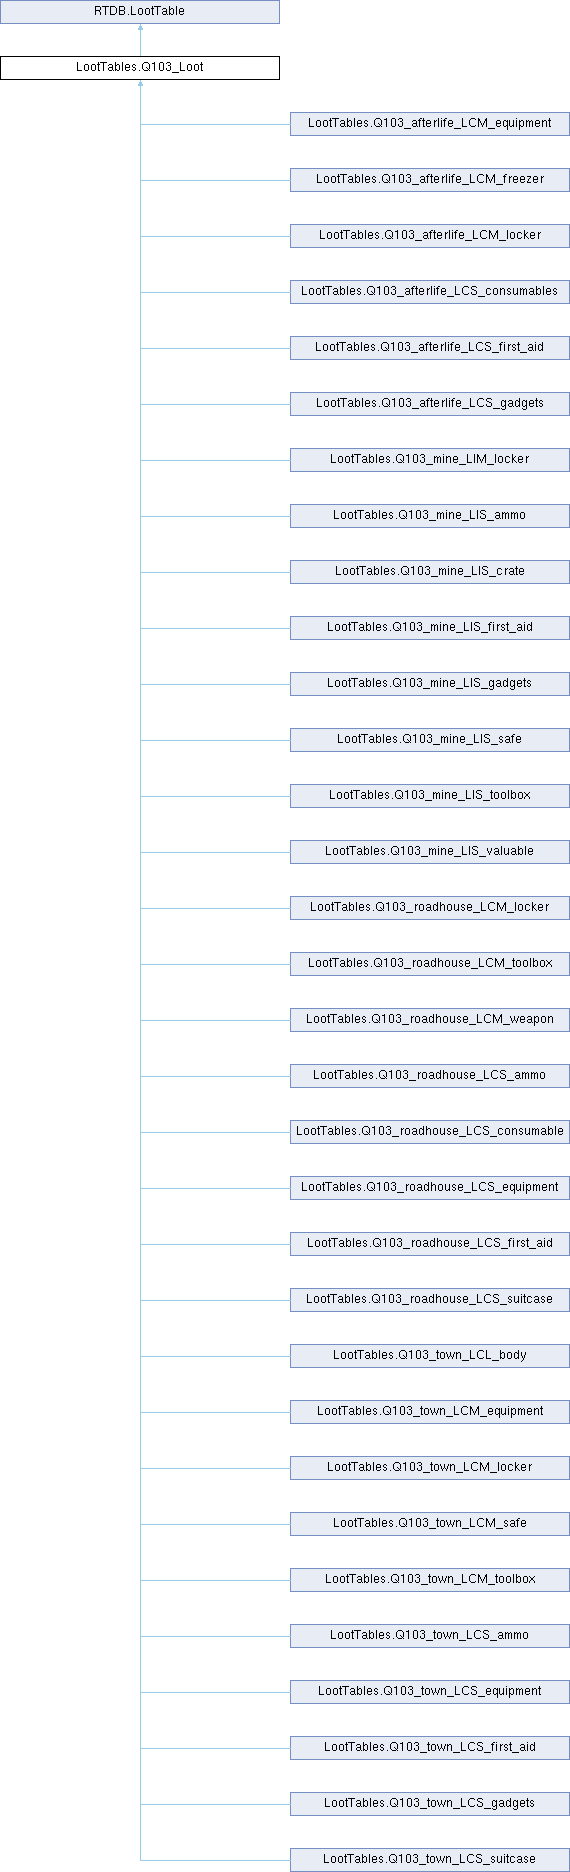 RTDB.LootTable
LootTables.Q103_Loot
LootTables.Q103_afterlife_LCM_equipment
LootTables.Q103_afterlife_LCM_freezer
LootTables.Q103_afterlife_LCM_locker
LootTables.Q103_afterlife_LCS_consumables
LootTables.Q103_afterlife_LCS_first_aid
LootTables.Q103_afterlife_LCS_gadgets
LootTables.Q103_mine_LIM_locker
LootTables.Q103_mine_LIS_ammo
LootTables.Q103_mine_LIS_crate
LootTables.Q103_mine_LIS_first_aid
LootTables.Q103_mine_LIS_gadgets
LootTables.Q103_mine_LIS_safe
LootTables.Q103_mine_LIS_toolbox
LootTables.Q103_mine_LIS_valuable
LootTables.Q103_roadhouse_LCM_locker
LootTables.Q103_roadhouse_LCM_toolbox
LootTables.Q103_roadhouse_LCM_weapon
LootTables.Q103_roadhouse_LCS_ammo
LootTables.Q103_roadhouse_LCS_consumable
LootTables.Q103_roadhouse_LCS_equipment
LootTables.Q103_roadhouse_LCS_first_aid
LootTables.Q103_roadhouse_LCS_suitcase
LootTables.Q103_town_LCL_body
LootTables.Q103_town_LCM_equipment
LootTables.Q103_town_LCM_locker
LootTables.Q103_town_LCM_safe
LootTables.Q103_town_LCM_toolbox
LootTables.Q103_town_LCS_ammo
LootTables.Q103_town_LCS_equipment
LootTables.Q103_town_LCS_first_aid
LootTables.Q103_town_LCS_gadgets
LootTables.Q103_town_LCS_suitcase